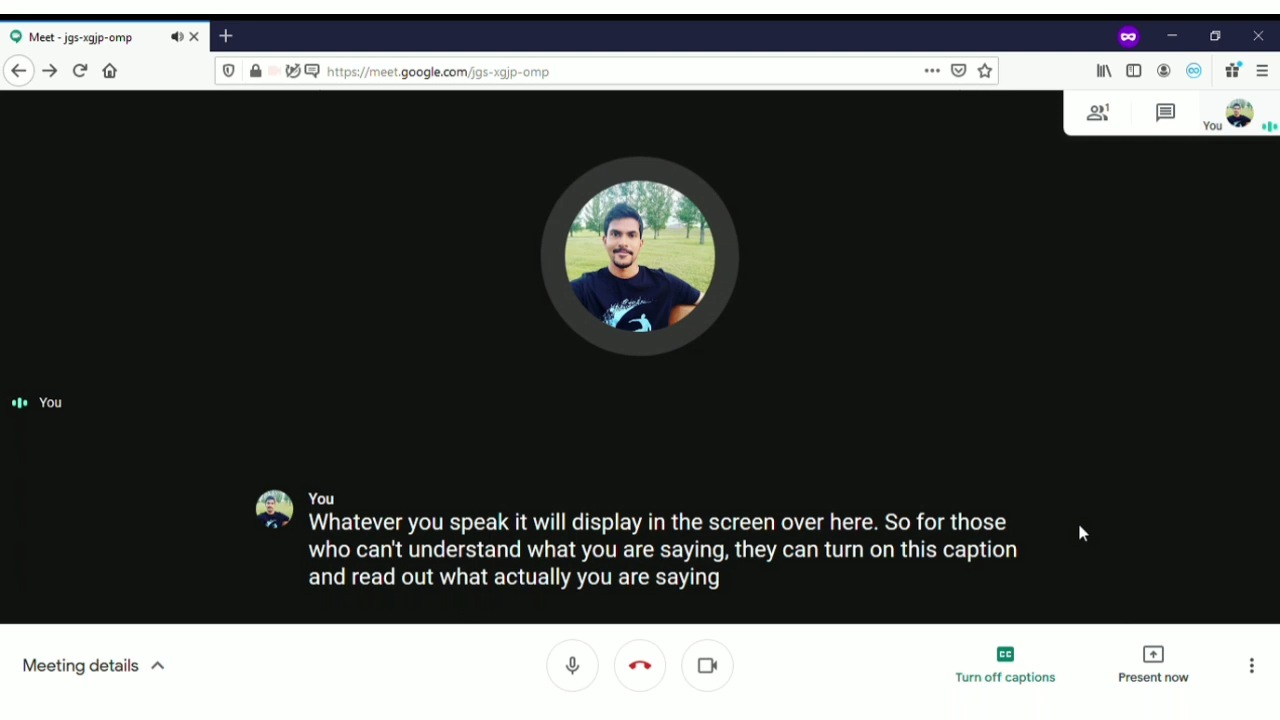 Meet - jgs-xgjp-omp
https://meet.google.com/jgs-xgjp-omp
1
You
You
You
Whatever you speak it will display in the screen over here. So for those
who can't understand what you are saying, they can turn on this caption
and read out what actually you are saying
Meeting details
CC
Turn off captions
Present now